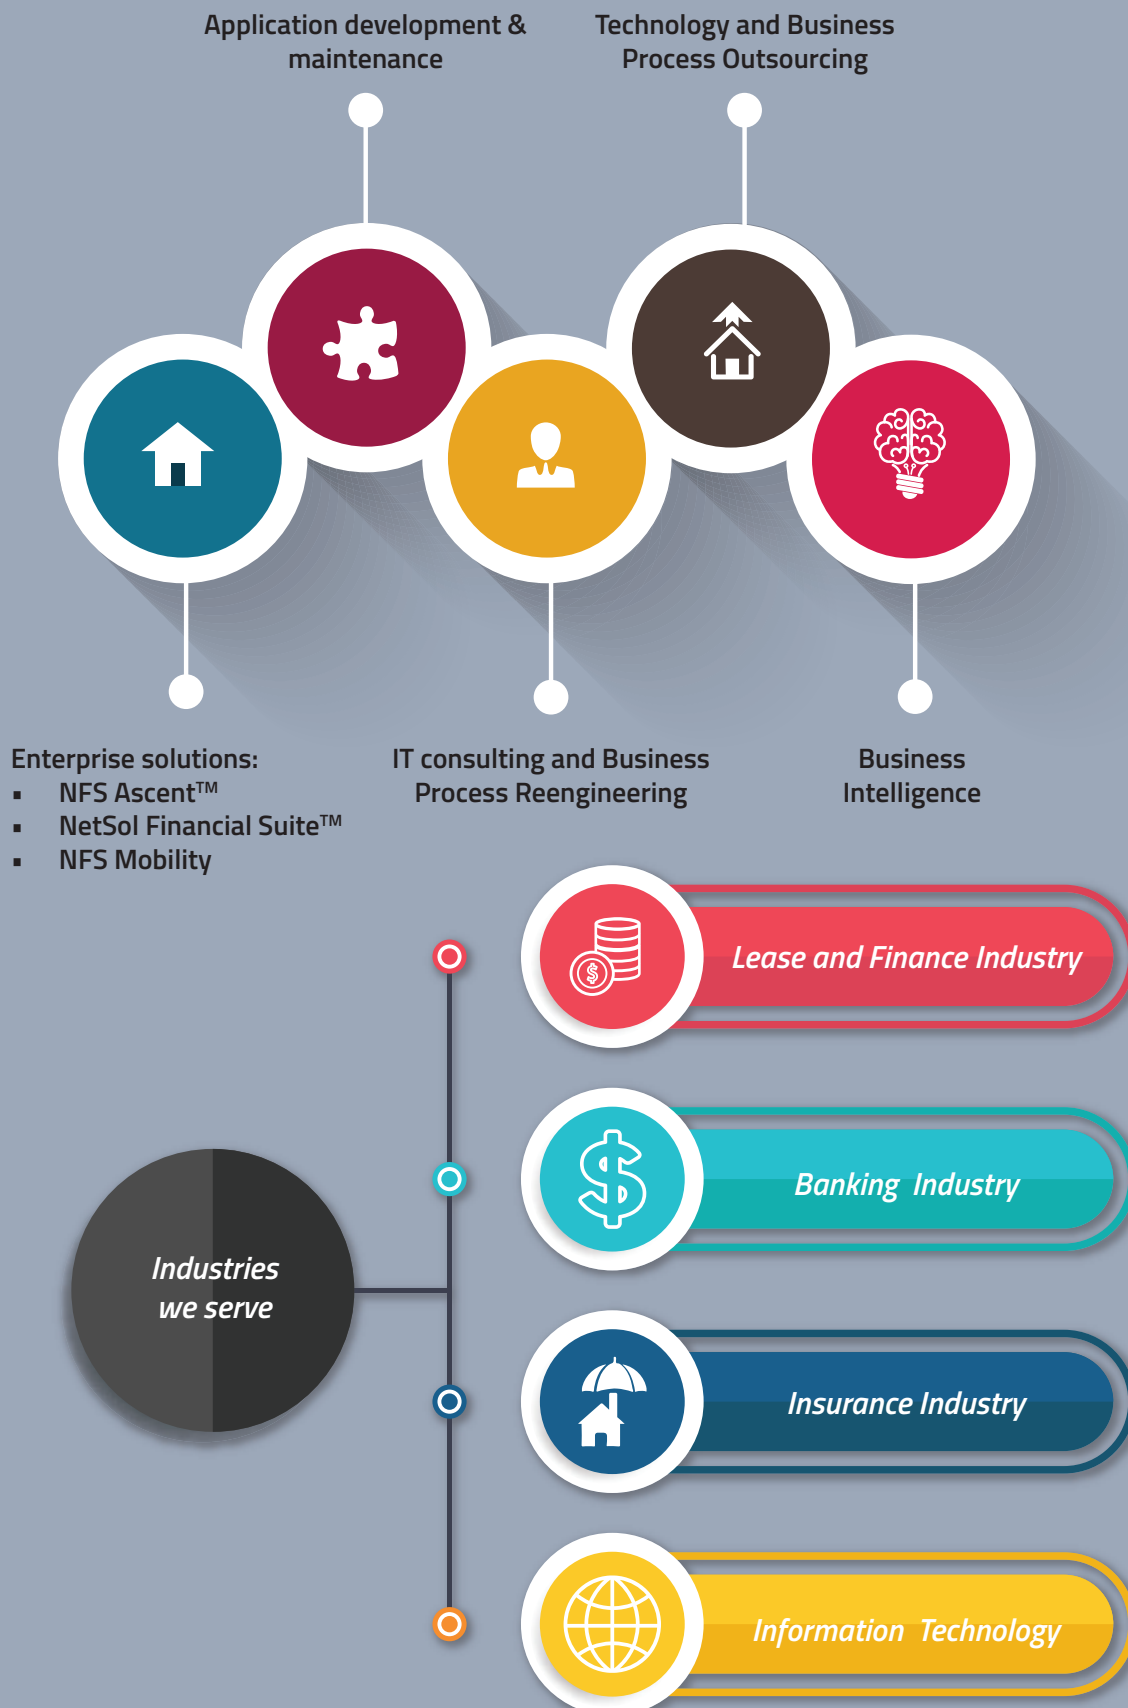 Application development &
maintenance
Technology and Business
Process Outsourcing
Enterprise solutions:
▪ NFS Ascent™
▪ NetSol Financial Suite™
▪ NFS Mobility
IT consulting and Business
Process Reengineering
Business
Intelligence
Industries
we serve
Lease and Finance Industry
Banking Industry
Insurance Industry
Information Technology